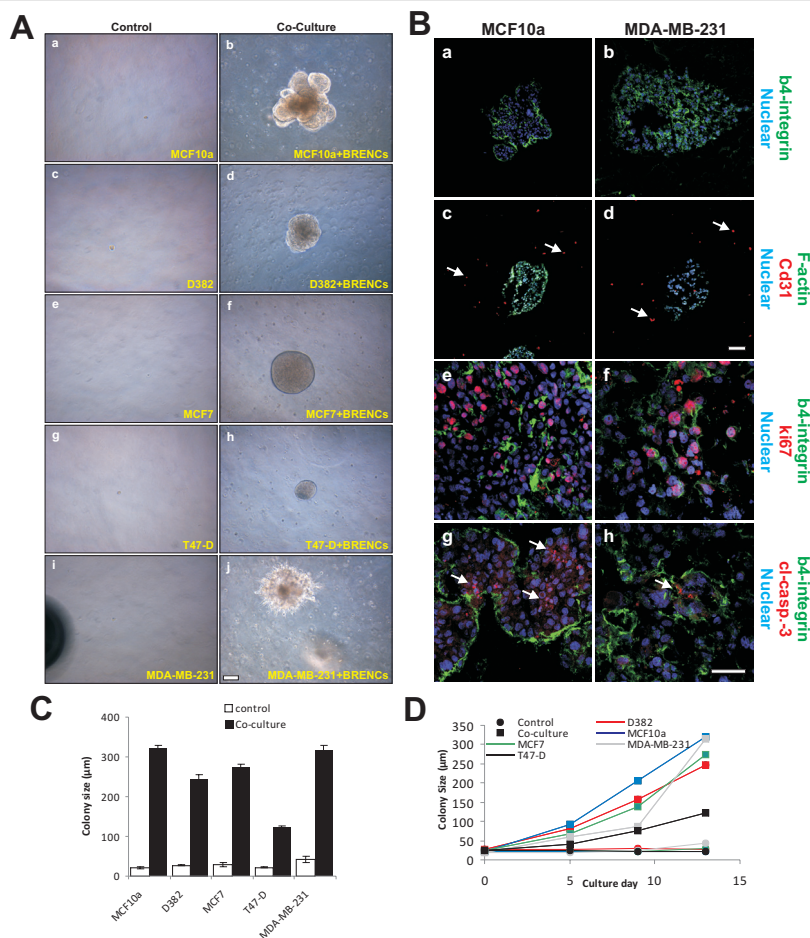 A
Control
Co-Culture
a
MCF10a
b
MCF10a+BRENCs
c
D382
d
D382+BRENCs
e
MCF7
f
MCF7+BRENCs
g
T47-D
h
T47-D+BRENCs
i
MDA-MB-231
j
MDA-MB-231+BRENCs
B
MCF10a
MDA-MB-231
a
b
b4-integrin
Nuclear
c
d
F-actin
Cd31
Nuclear
e
f
b4-integrin
ki67
Nuclear
g
h
b4-integrin
cl-casp.-3
Nuclear
C
control
Co-culture
Colony size (µm)
400
300
200
100
0
MCF10a
D382
MCF7
T47-D
MDA-MB-231
D
Control
D382
Co-culture
MCF10a
MCF7
MDA-MB-231
T47-D
Colony Size (µm)
350
300
250
200
150
100
50
0
0
5
10
15
Culture day